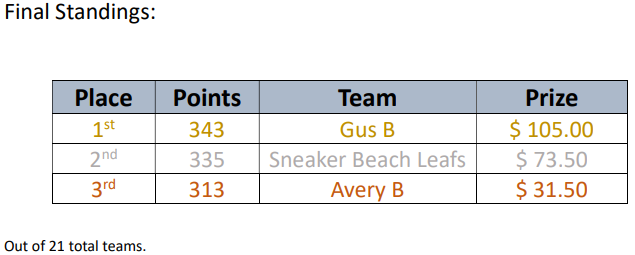 Final Standings:
Place Points Team Prize
1st 343 Gus B $ 105.00
2nd 335 Sneaker Beach Leafs $ 73.50
3rd 313 Avery B $ 31.50
Out of 21 total teams.